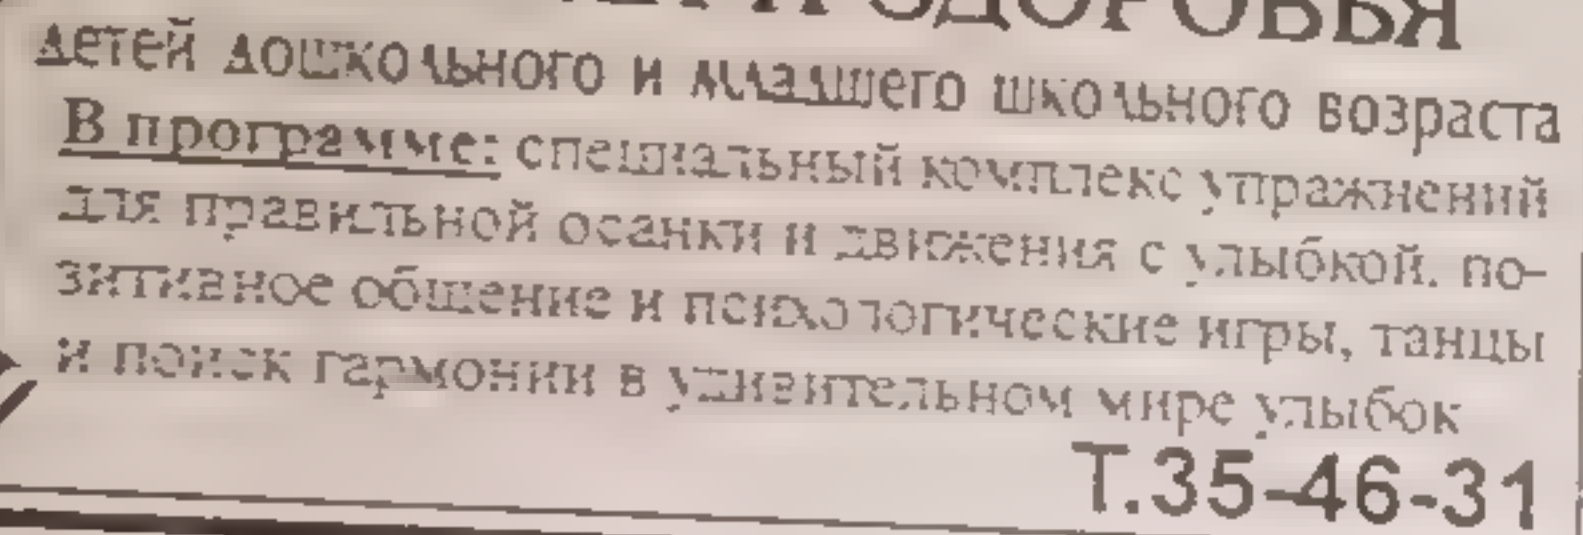 ЗДОРОВЬЯ
детей дошкольного и младшего школьного возраста
В программе: специальный комплекс упражнений
для правильной осанки и движения с улыбкой, по-
зитивное общение и психологические игры, танцы
и поиск гармонии в удивительном мире улыбок
Т.35-46-31